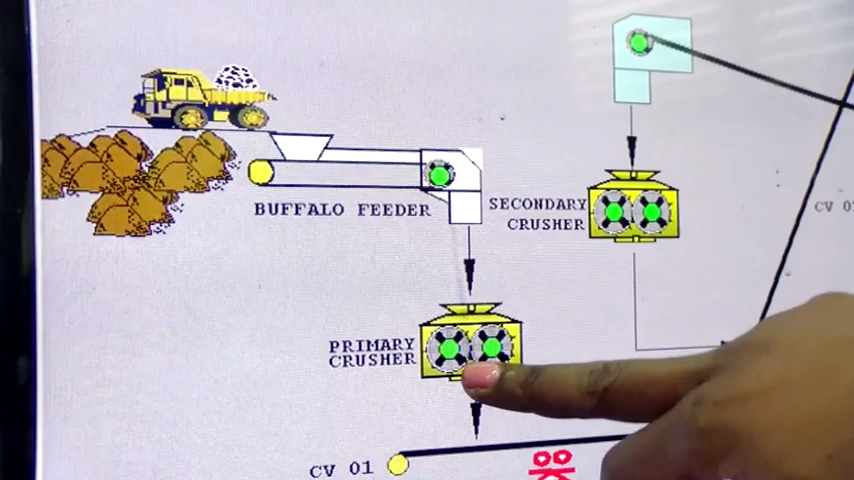 BUFFALO FEEDER
SECONDARY
CRUSHER
PRIMARY
CRUSHER
CV 01